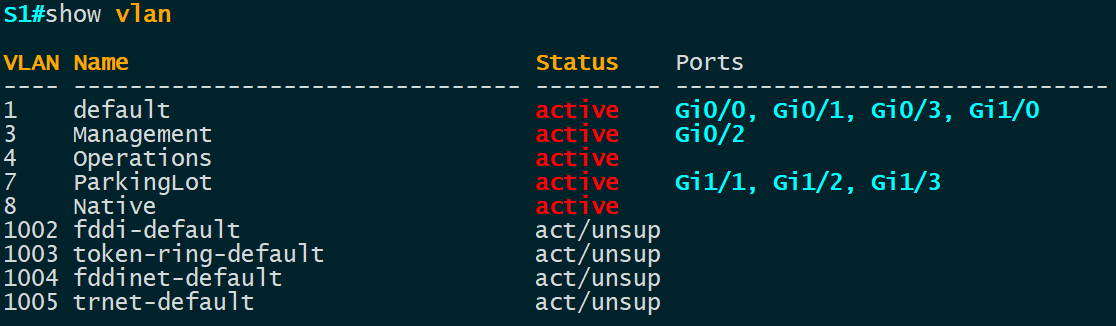 S1#show vlan
VLAN Name                             Status    Ports
---- -------------------------------- --------- -------------------------------
1    default                          active    Gi0/0, Gi0/1, Gi0/3, Gi1/0
3    Management                       active    Gi0/2
4    Operations                       active
7    ParkingLot                       active    Gi1/1, Gi1/2, Gi1/3
8    Native                           active
1002 fddi-default                     act/unsup
1003 token-ring-default               act/unsup
1004 fddinet-default                  act/unsup
1005 trnet-default                    act/unsup